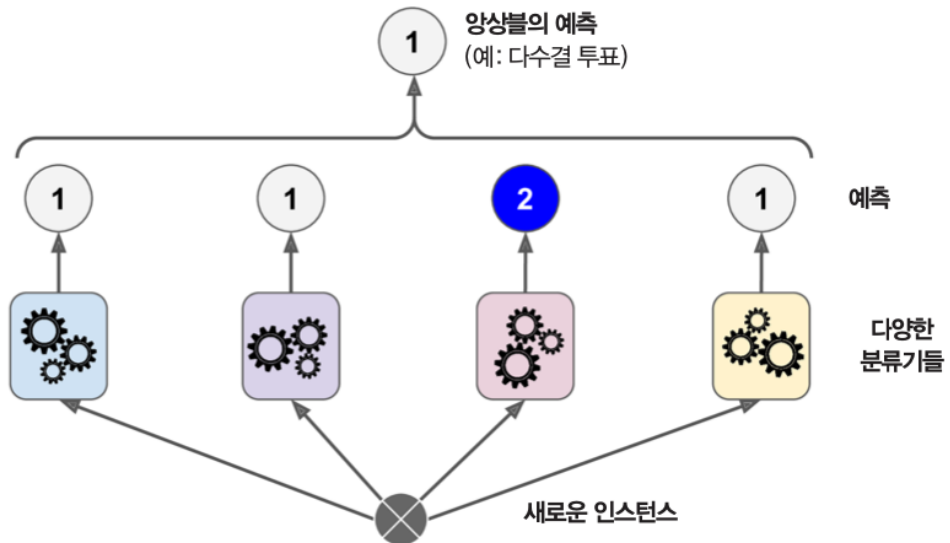 1
앙상블의 예측
(예: 다수결 투표)
1 1 2 1 예측
다양한
분류기들
새로운 인스턴스